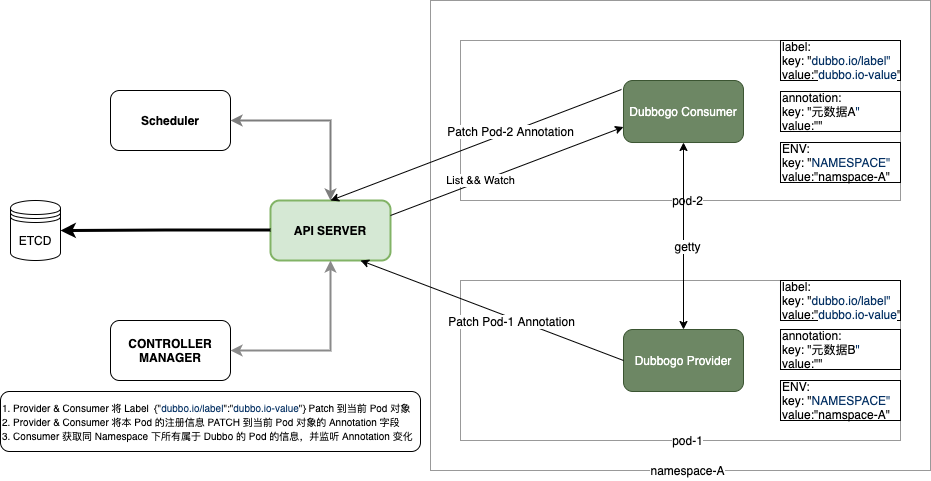 label:
key: "dubbo.io/label"
value:"dubbo.io-value"
annotation:
key: "元数据A"
value:""
ENV:
key: "NAMESPACE"
value:"namspace-A"
Dubbogo Consumer
Scheduler
Patch Pod-2 Annotation
List && Watch
pod-2
ETCD
API SERVER
getty
label:
key: "dubbo.io/label"
value:"dubbo.io-value"
annotation:
key: "元数据B"
value:""
ENV:
key: "NAMESPACE"
value:"namspace-A"
Patch Pod-1 Annotation
Dubbogo Provider
CONTROLLER
MANAGER
1. Provider & Consumer 将 Label {"dubbo.io/label":"dubbo.io-value"} Patch 到当前 Pod 对象
2. Provider & Consumer 将本 Pod 的注册信息 PATCH 到当前 Pod 对象的 Annotation 字段
3. Consumer 获取同 Namespace 下所有属于 Dubbo 的 Pod 的信息，并监听 Annotation 变化
pod-1
namespace-A